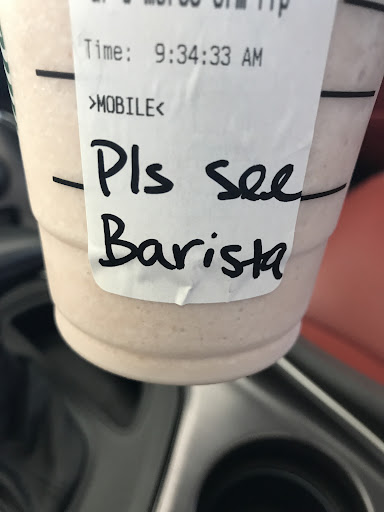 Time: 9:34:33 AM
>MOBILE<
Pls see
Barista